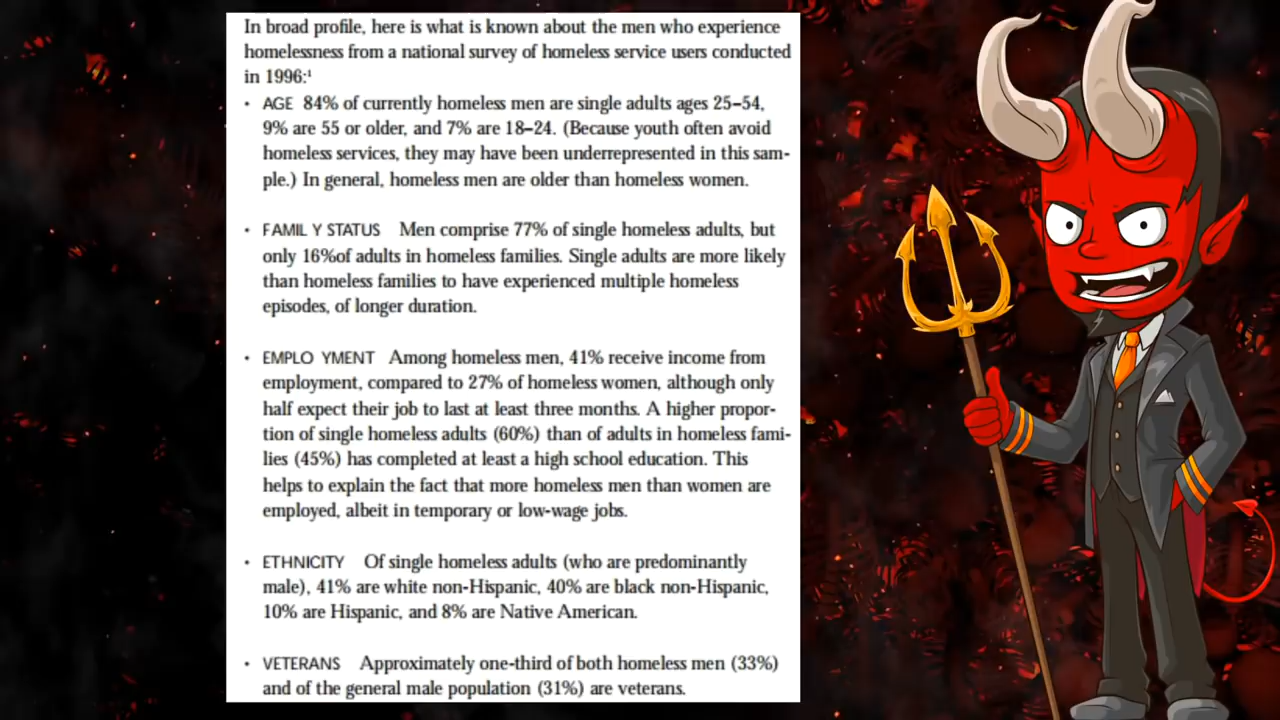 In broad profile, here is what is known about the men who experience
homelessness from a national survey of homeless service users conducted
in 1996:¹
• AGE 84% of currently homeless men are single adults ages 25–54,
9% are 55 or older, and 7% are 18–24. (Because youth often avoid
homeless services, they may have been underrepresented in this sam-
ple.) In general, homeless men are older than homeless women.
• FAMIL Y STATUS Men comprise 77% of single homeless adults, but
only 16%of adults in homeless families. Single adults are more likely
than homeless families to have experienced multiple homeless
episodes, of longer duration.
• EMPLO YMENT Among homeless men, 41% receive income from
employment, compared to 27% of homeless women, although only
half expect their job to last at least three months. A higher propor-
tion of single homeless adults (60%) than of adults in homeless fami-
lies (45%) has completed at least a high school education. This
helps to explain the fact that more homeless men than women are
employed, albeit in temporary or low-wage jobs.
• ETHNICITY Of single homeless adults (who are predominantly
male), 41% are white non-Hispanic, 40% are black non-Hispanic,
10% are Hispanic, and 8% are Native American.
• VETERANS Approximately one-third of both homeless men (33%)
and of the general male population (31%) are veterans.